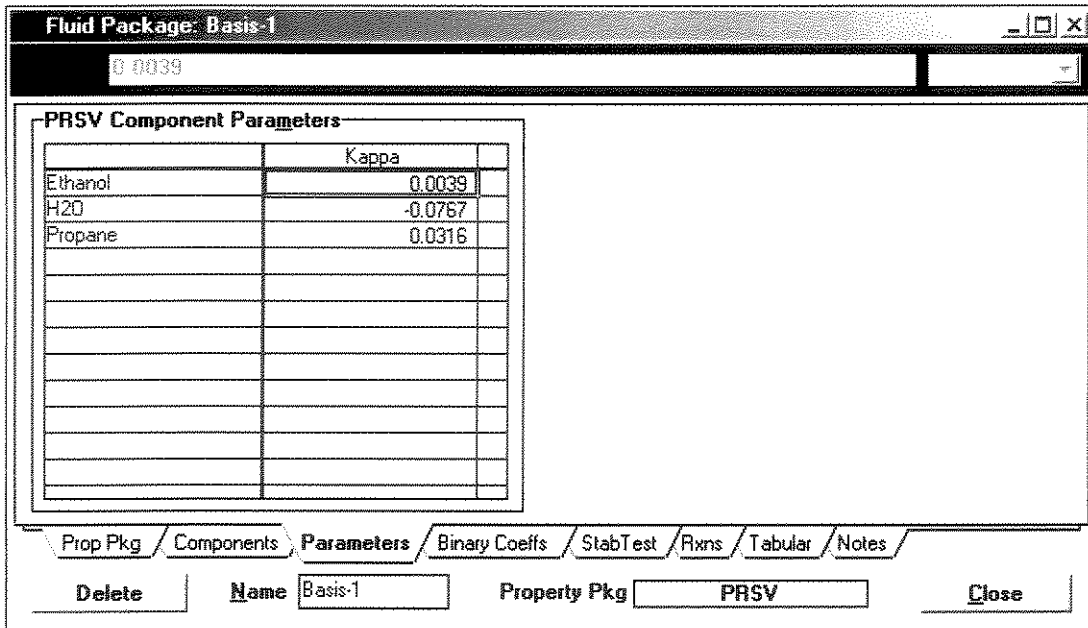 Fluid Package: Basis-1
0.0039
PRSV Component Parameters
Kappa
Ethanol 0.0039
H2O -0.0767
Propane 0.0316
Prop Pkg Components Parameters Binary Coeffs StabTest Rxns Tabular Notes
Delete Name Basis-1 Property Pkg PRSV Close